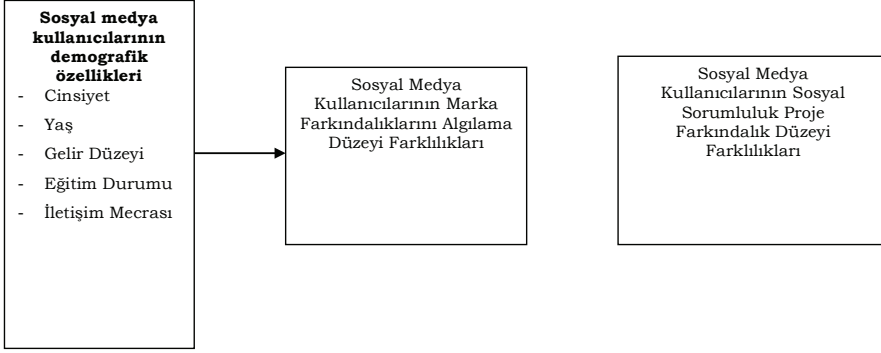 Sosyal medya
kullanıcılarının
demografik
özellikleri
- Cinsiyet
- Yaş
- Gelir Düzeyi
- Eğitim Durumu
- İletişim Mecrası
Sosyal Medya
Kullanıcılarının Marka
Farkındalıklarını Algılama
Düzeyi Farklılıkları
Sosyal Medya
Kullanıcılarının Sosyal
Sorumluluk Proje
Farkındalık Düzeyi
Farklılıkları